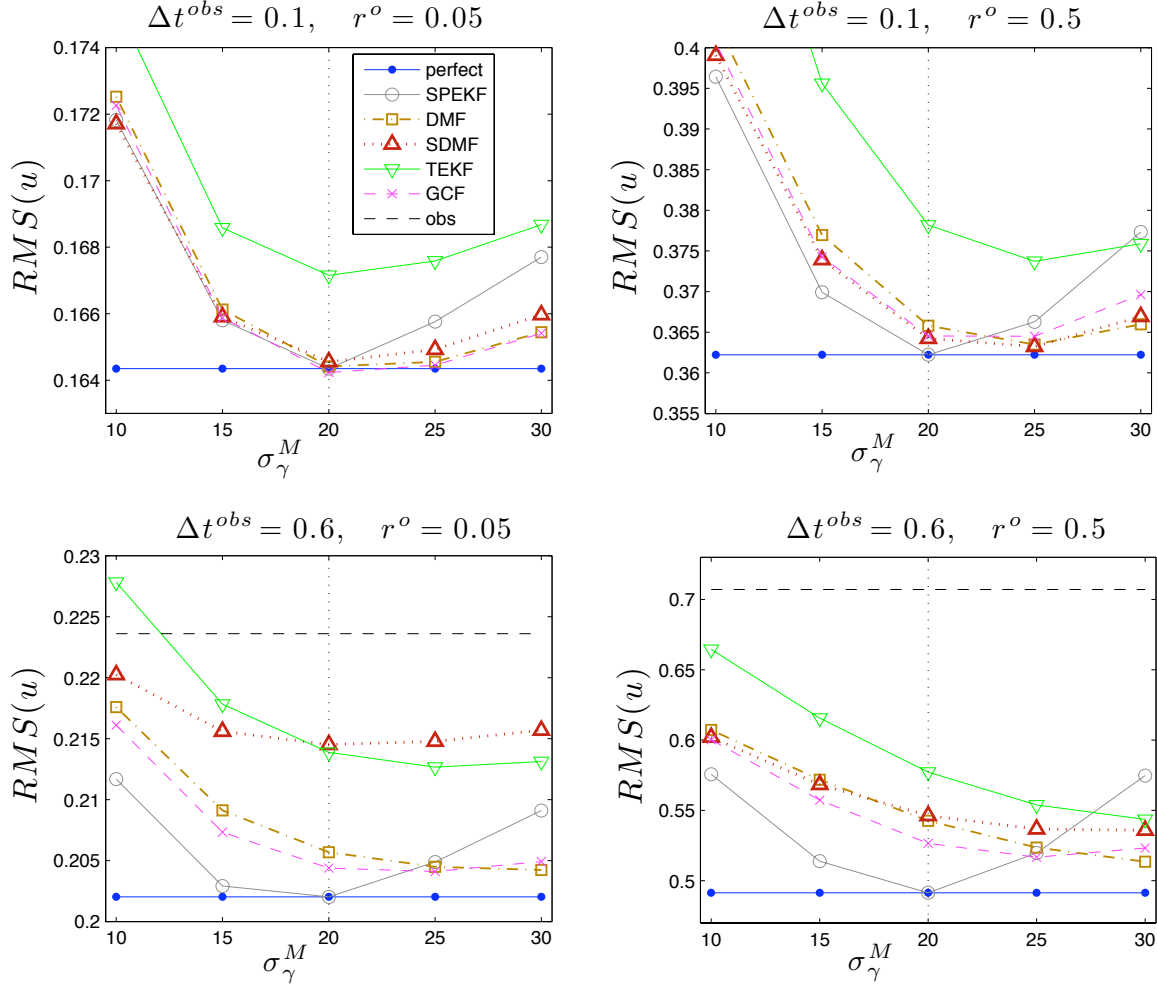 Δt^{obs} = 0.1, r^o = 0.05
RMS(u)
0.174
0.172
0.17
0.168
0.166
0.164
10 15 20 25 30
σ_γ^M
perfect
SPEKF
DMF
SDMF
TEKF
GCF
obs
Δt^{obs} = 0.1, r^o = 0.5
RMS(u)
0.4
0.395
0.39
0.385
0.38
0.375
0.37
0.365
0.36
0.355
10 15 20 25 30
σ_γ^M
Δt^{obs} = 0.6, r^o = 0.05
RMS(u)
0.23
0.225
0.22
0.215
0.21
0.205
0.2
10 15 20 25 30
σ_γ^M
Δt^{obs} = 0.6, r^o = 0.5
RMS(u)
0.7
0.65
0.6
0.55
0.5
10 15 20 25 30
σ_γ^M